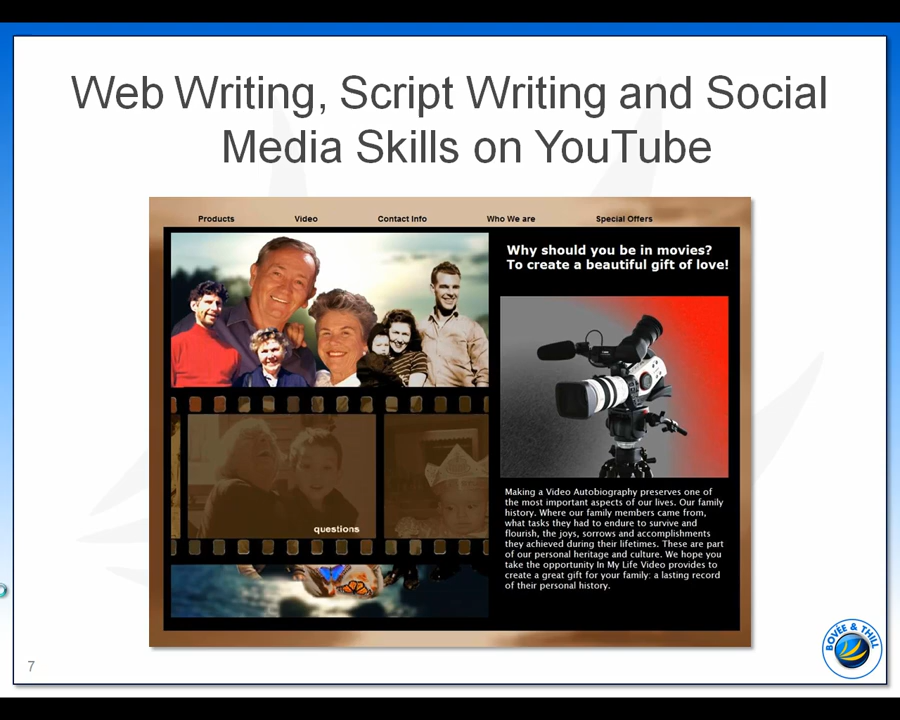 Web Writing, Script Writing and Social
Media Skills on YouTube
Products Video Contact Info Who We are Special Offers
Why should you be in movies?
To create a beautiful gift of love!
questions
Making a Video Autobiography preserves one of
the most important aspects of our lives. Our family
history. Where our family members came from,
what tasks they had to endure to survive and
flourish, the joys, sorrows and accomplishments
they achieved during their lifetimes. These are part
of our personal heritage and culture. We hope you
take the opportunity In My Life Video provides to
create a great gift for your family: a lasting record
of their personal history.
7
BOVÉE & THILL